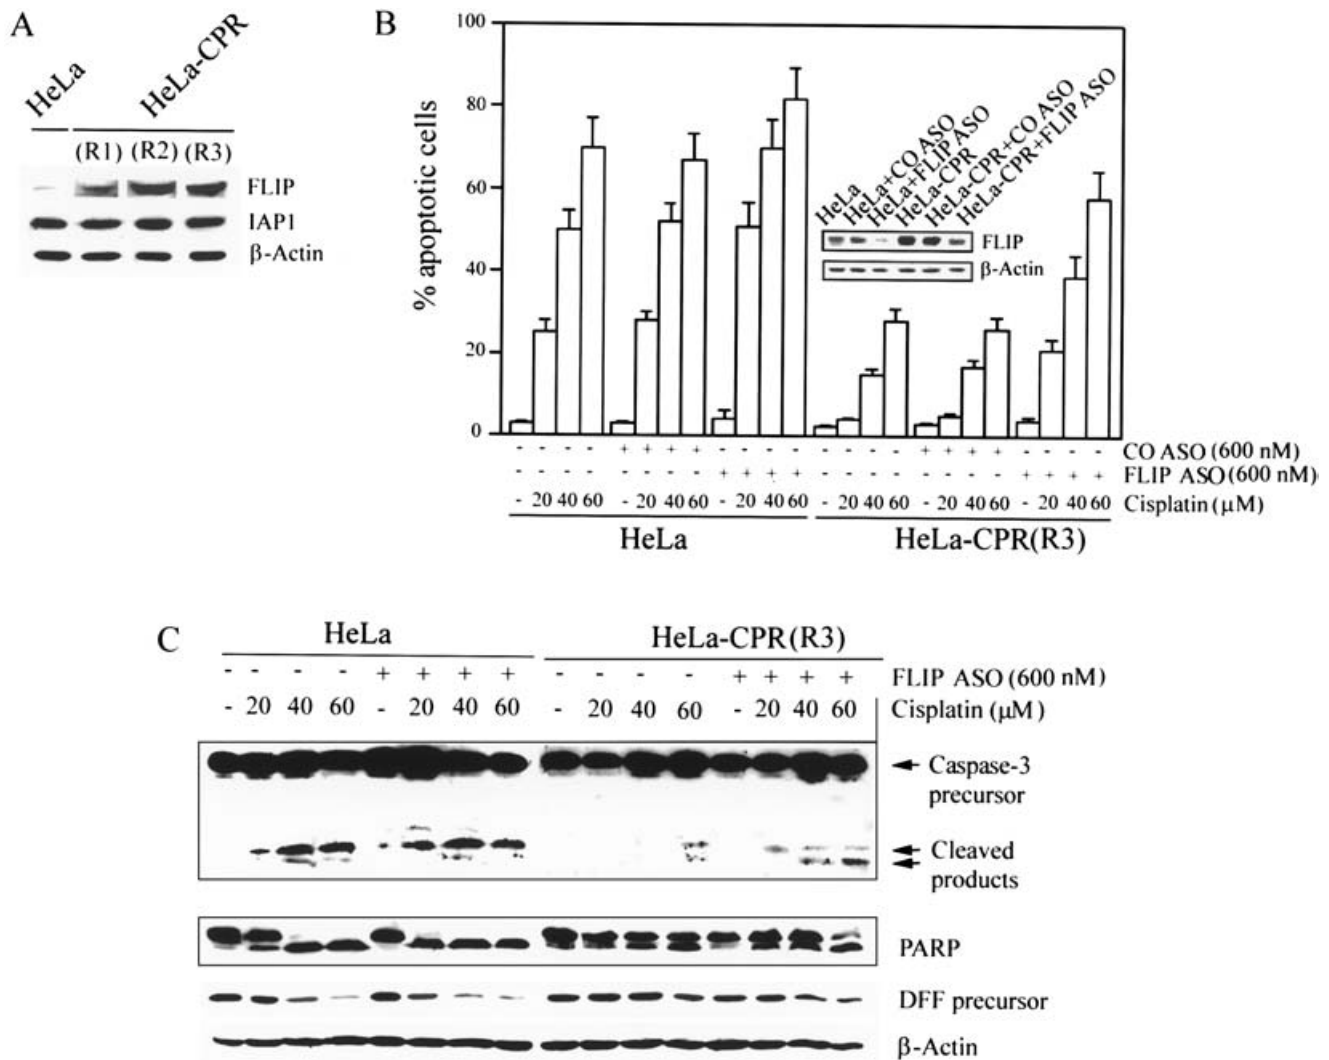 A
HeLa
HeLa-CPR
(R1) (R2) (R3)
FLIP
IAP1
β-Actin
B
% apoptotic cells
100
80
60
40
20
0
HeLa
HeLa+CO ASO
HeLa+FLIP ASO
HeLa-CPR
HeLa-CPR+CO ASO
HeLa-CPR+FLIP ASO
FLIP
β-Actin
- - - - + + + + - - - - - - - - + + + + - - - - CO ASO (600 nM)
- - - - - - - - + + + + - - - - - - - - + + + + FLIP ASO (600 nM)
- 20 40 60 - 20 40 60 - 20 40 60 - 20 40 60 - 20 40 60 - 20 40 60 Cisplatin (μM)
HeLa
HeLa-CPR(R3)
C
HeLa
HeLa-CPR(R3)
- - - - + + + + - - - - + + + + FLIP ASO (600 nM)
- 20 40 60 - 20 40 60 - 20 40 60 - 20 40 60 Cisplatin (μM)
Caspase-3
precursor
Cleaved
products
PARP
DFF precursor
β-Actin